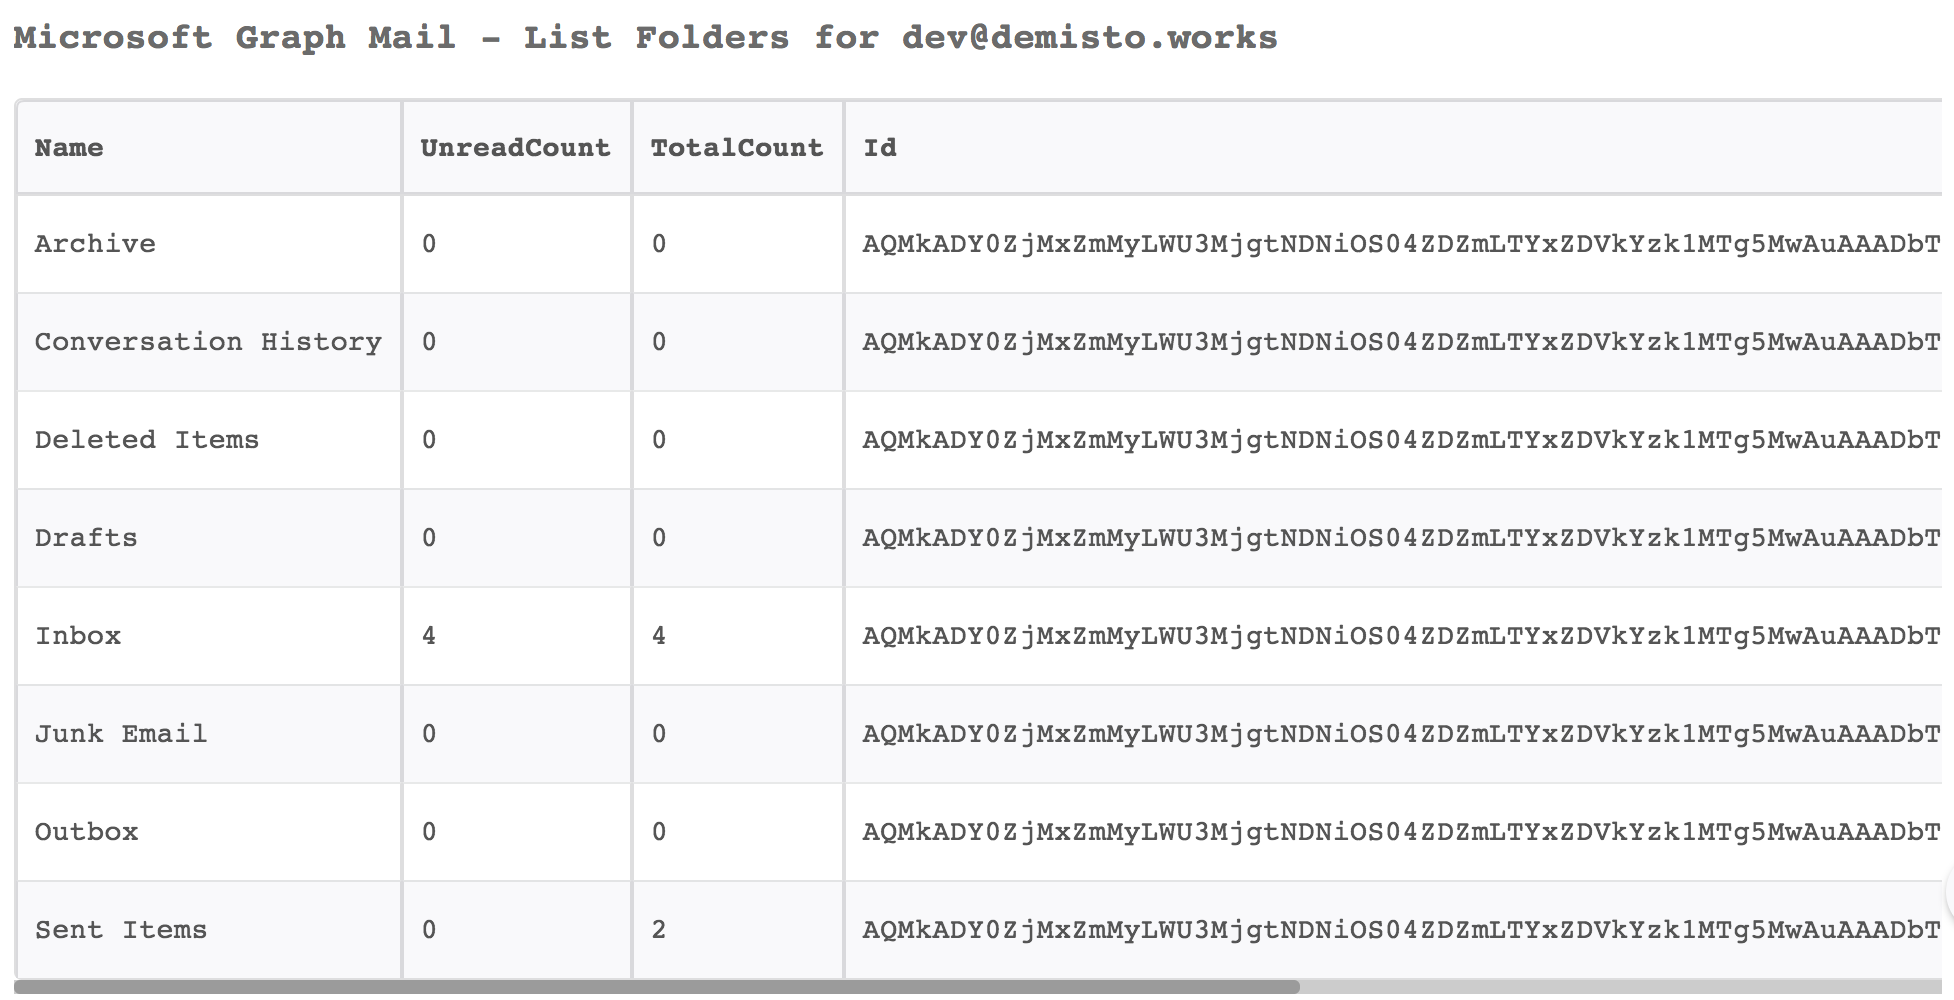 Microsoft Graph Mail - List Folders for dev@demisto.works
Name UnreadCount TotalCount Id
Archive 0 0 AQMkADY0ZjMxZmMyLWU3MjgtNDNiOS04ZDZmLTYxZDVkYzk1MTg5MwAuAAADbT
Conversation History 0 0 AQMkADY0ZjMxZmMyLWU3MjgtNDNiOS04ZDZmLTYxZDVkYzk1MTg5MwAuAAADbT
Deleted Items 0 0 AQMkADY0ZjMxZmMyLWU3MjgtNDNiOS04ZDZmLTYxZDVkYzk1MTg5MwAuAAADbT
Drafts 0 0 AQMkADY0ZjMxZmMyLWU3MjgtNDNiOS04ZDZmLTYxZDVkYzk1MTg5MwAuAAADbT
Inbox 4 4 AQMkADY0ZjMxZmMyLWU3MjgtNDNiOS04ZDZmLTYxZDVkYzk1MTg5MwAuAAADbT
Junk Email 0 0 AQMkADY0ZjMxZmMyLWU3MjgtNDNiOS04ZDZmLTYxZDVkYzk1MTg5MwAuAAADbT
Outbox 0 0 AQMkADY0ZjMxZmMyLWU3MjgtNDNiOS04ZDZmLTYxZDVkYzk1MTg5MwAuAAADbT
Sent Items 0 2 AQMkADY0ZjMxZmMyLWU3MjgtNDNiOS04ZDZmLTYxZDVkYzk1MTg5MwAuAAADbT